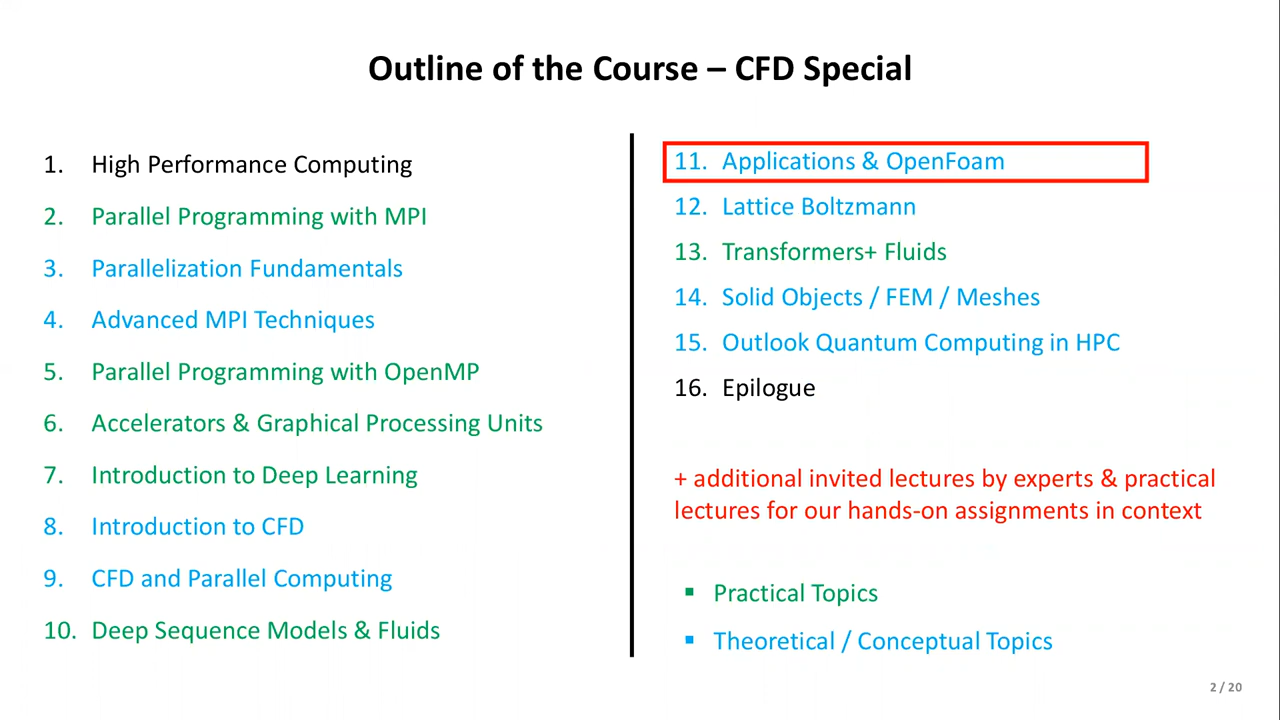 Outline of the Course – CFD Special
1. High Performance Computing
2. Parallel Programming with MPI
3. Parallelization Fundamentals
4. Advanced MPI Techniques
5. Parallel Programming with OpenMP
6. Accelerators & Graphical Processing Units
7. Introduction to Deep Learning
8. Introduction to CFD
9. CFD and Parallel Computing
10. Deep Sequence Models & Fluids
11. Applications & OpenFoam
12. Lattice Boltzmann
13. Transformers+ Fluids
14. Solid Objects / FEM / Meshes
15. Outlook Quantum Computing in HPC
16. Epilogue
+ additional invited lectures by experts & practical
lectures for our hands-on assignments in context
▪ Practical Topics
▪ Theoretical / Conceptual Topics
2 / 20